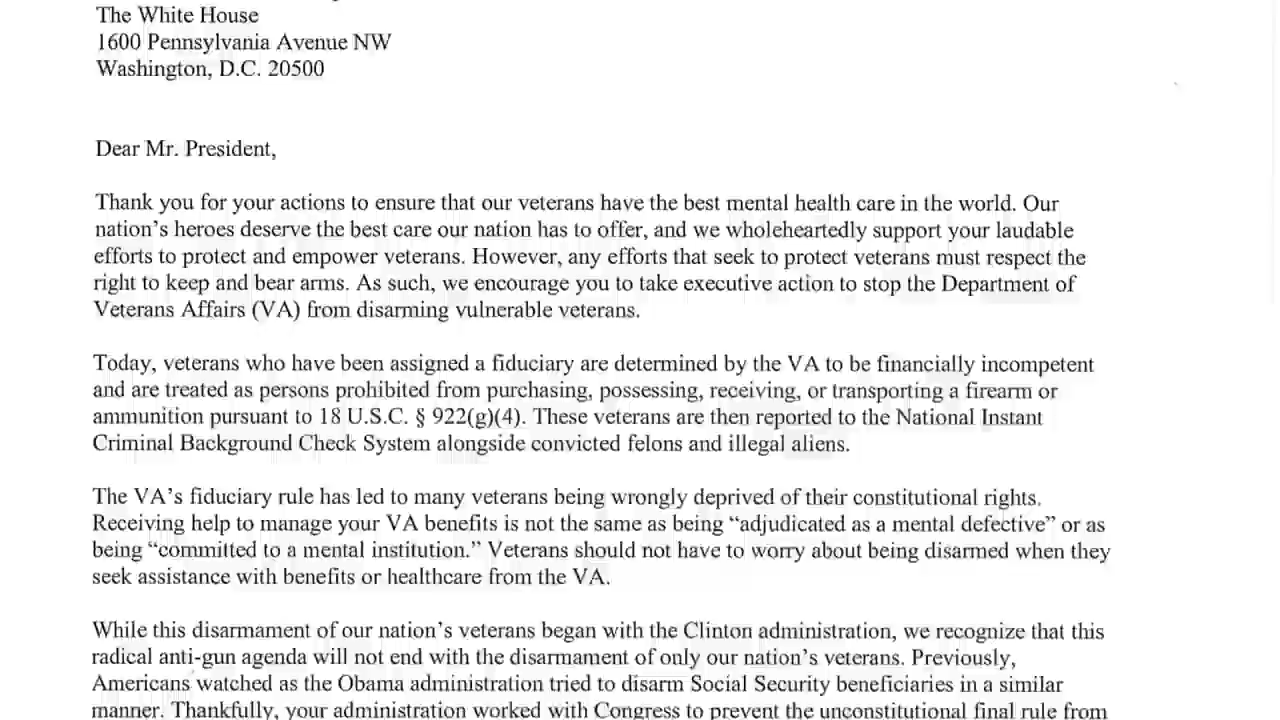 The White House
1600 Pennsylvania Avenue NW
Washington, D.C. 20500
Dear Mr. President,
Thank you for your actions to ensure that our veterans have the best mental health care in the world. Our
nation’s heroes deserve the best care our nation has to offer, and we wholeheartedly support your laudable
efforts to protect and empower veterans. However, any efforts that seek to protect veterans must respect the
right to keep and bear arms. As such, we encourage you to take executive action to stop the Department of
Veterans Affairs (VA) from disarming vulnerable veterans.
Today, veterans who have been assigned a fiduciary are determined by the VA to be financially incompetent
and are treated as persons prohibited from purchasing, possessing, receiving, or transporting a firearm or
ammunition pursuant to 18 U.S.C. § 922(g)(4). These veterans are then reported to the National Instant
Criminal Background Check System alongside convicted felons and illegal aliens.
The VA’s fiduciary rule has led to many veterans being wrongly deprived of their constitutional rights.
Receiving help to manage your VA benefits is not the same as being “adjudicated as a mental defective” or as
being “committed to a mental institution.” Veterans should not have to worry about being disarmed when they
seek assistance with benefits or healthcare from the VA.
While this disarmament of our nation’s veterans began with the Clinton administration, we recognize that this
radical anti-gun agenda will not end with the disarmament of only our nation’s veterans. Previously,
Americans watched as the Obama administration tried to disarm Social Security beneficiaries in a similar
manner. Thankfully, your administration worked with Congress to prevent the unconstitutional final rule from